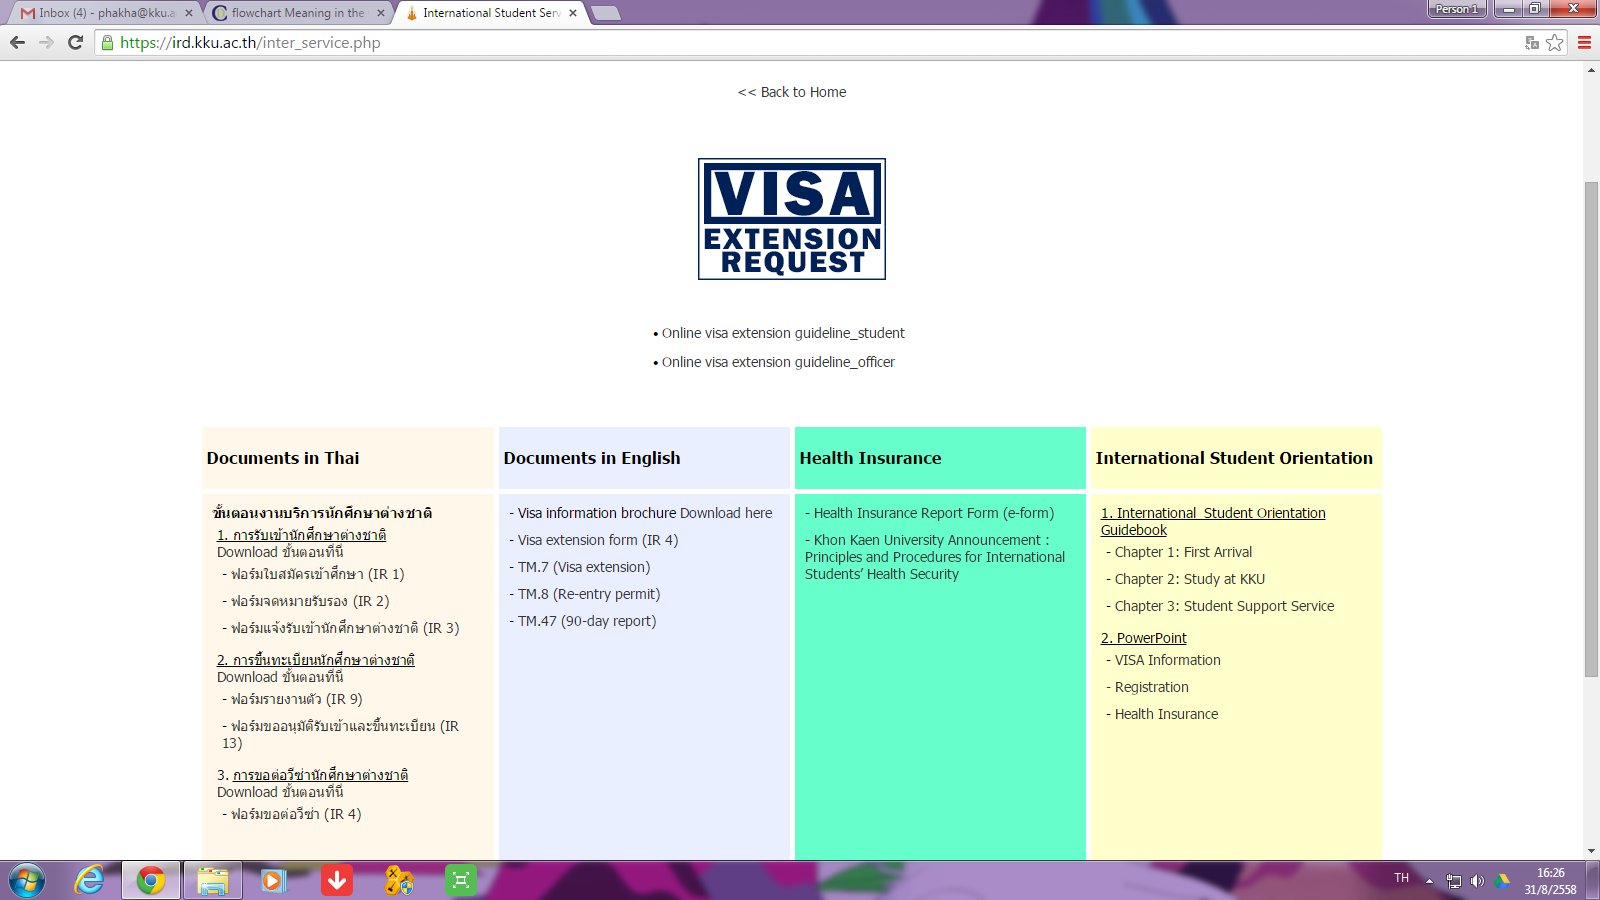 Inbox (4) - phakha@kku.a
flowchart Meaning in the
International Student Serv
Person 1
https://ird.kku.ac.th/inter_service.php
<< Back to Home
VISA
EXTENSION
REQUEST
• Online visa extension guideline_student
• Online visa extension guideline_officer
Documents in Thai
ขั้นตอนงานบริการนักศึกษาต่างชาติ
1. การรับเข้านักศึกษาต่างชาติ
Download ขั้นตอนที่นี่
- ฟอร์มใบสมัครเข้าศึกษา (IR 1)
- ฟอร์มจดหมายรับรอง (IR 2)
- ฟอร์มแจ้งรับเข้านักศึกษาต่างชาติ (IR 3)
2. การขึ้นทะเบียนนักศึกษาต่างชาติ
Download ขั้นตอนที่นี่
- ฟอร์มรายงานตัว (IR 9)
- ฟอร์มขออนุมัติรับเข้าและขึ้นทะเบียน (IR
13)
3. การขอต่อวีซ่านักศึกษาต่างชาติ
Download ขั้นตอนที่นี่
- ฟอร์มขอต่อวีซ่า (IR 4)
Documents in English
- Visa information brochure Download here
- Visa extension form (IR 4)
- TM.7 (Visa extension)
- TM.8 (Re-entry permit)
- TM.47 (90-day report)
Health Insurance
- Health Insurance Report Form (e-form)
- Khon Kaen University Announcement :
Principles and Procedures for International
Students’ Health Security
International Student Orientation
1. International Student Orientation
Guidebook
- Chapter 1: First Arrival
- Chapter 2: Study at KKU
- Chapter 3: Student Support Service
2. PowerPoint
- VISA Information
- Registration
- Health Insurance
TH
16:26
31/8/2558